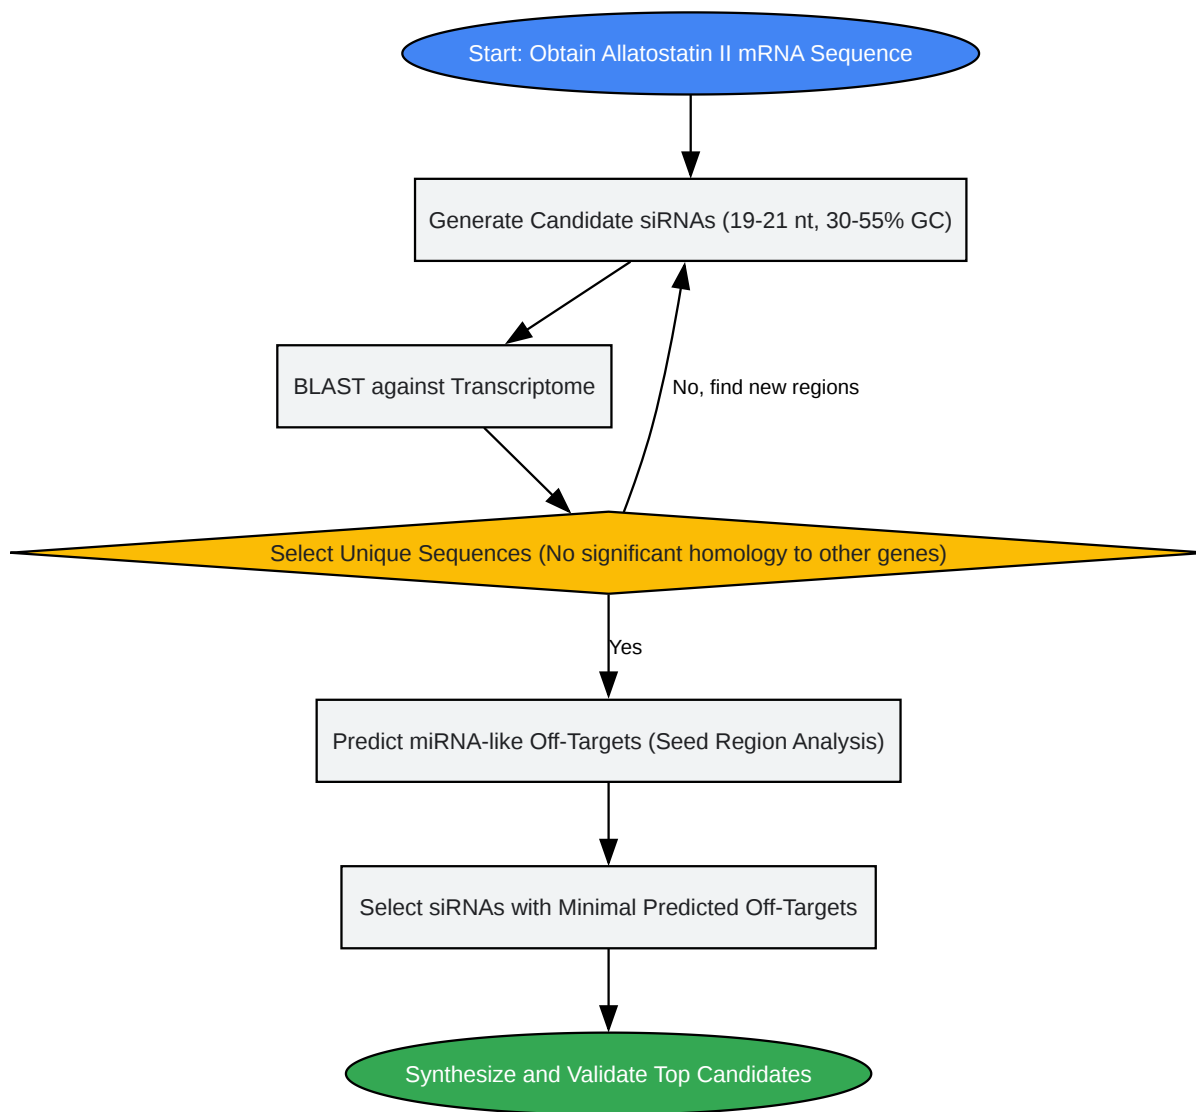 Start: Obtain Allatostatin II mRNA Sequence
Generate Candidate siRNAs (19-21 nt, 30-55% GC)
BLAST against Transcriptome
No, find new regions
Select Unique Sequences (No significant homology to other genes)
Yes
Predict miRNA-like Off-Targets (Seed Region Analysis)
Select siRNAs with Minimal Predicted Off-Targets
Synthesize and Validate Top Candidates